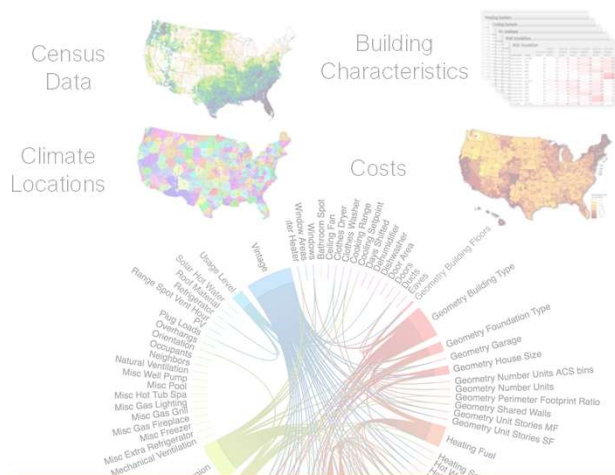 Census
Data
Building
Characteristics
Climate
Locations
Costs
Window Areas
Windows
Bathroom Spot
Ceiling Fan
Clothes Dryer
Clothes Washer
Cooking Range
Cooling Setpoint
Days Shifted
Dehumidifier
Dishwasher
Door Area
Doors
Ducts
Eaves
Geometry Building Floors
Geometry Building Type
Geometry Foundation Type
Geometry Garage
Geometry House Size
Geometry Number Units ACS bins
Geometry Number Units
Geometry Perimeter Footprint Ratio
Geometry Shared Walls
Geometry Unit Stories MF
Geometry Unit Stories SF
Heating Fuel
Vintage
Usage Level
Solar Hot Water
Roof Material
Refrigerator
Range Spot Vent Hour
PV
Plug Loads
Overhangs
Orientation
Occupants
Neighbors
Natural Ventilation
Misc Well Pump
Misc Pool
Misc Hot Tub Spa
Misc Gas Lighting
Misc Gas Grill
Misc Gas Fireplace
Misc Freezer
Misc Extra Refrigerator
Mechanical Ventilation